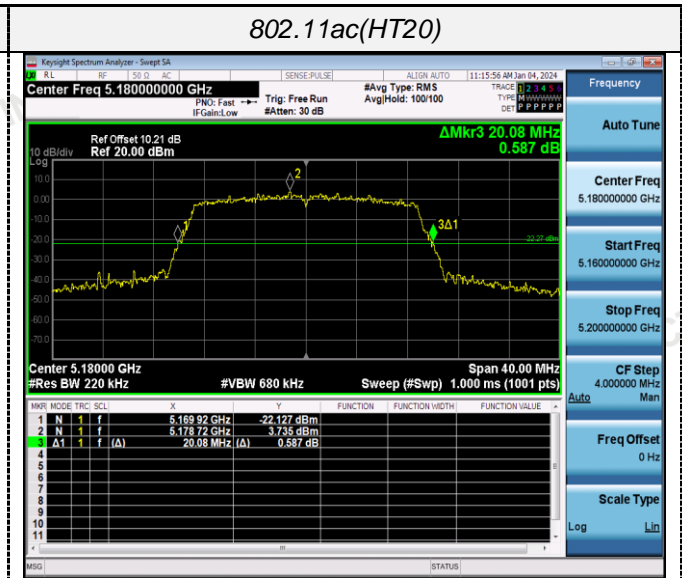 802.11ac(HT20)
Keysight Spectrum Analyzer - Swept SA
RL RF 50 Ω AC SENSE:PULSE ALIGN AUTO 11:15:56 AM Jan 04, 2024
Center Freq 5.180000000 GHz
PNO: Fast
IFGain:Low
Trig: Free Run
#Atten: 30 dB
#Avg Type: RMS
Avg|Hold: 100/100
TRACE 1 2 3 4 5 6
TYPE M WWWWW
DET P P P P P P
Frequency
Auto Tune
Center Freq
5.180000000 GHz
Start Freq
5.160000000 GHz
Stop Freq
5.200000000 GHz
CF Step
4.000000 MHz
Auto Man
Freq Offset
0 Hz
Scale Type
Log Lin
ΔMkr3 20.08 MHz
0.587 dB
Ref Offset 10.21 dB
10 dB/div Ref 20.00 dBm
Log
10.0
0.00
-10.0
-20.0
-30.0
-40.0
-50.0
-60.0
-70.0
1
2
3Δ1
-22.27 dBm
Center 5.18000 GHz Span 40.00 MHz
#Res BW 220 kHz #VBW 680 kHz Sweep (#Swp) 1.000 ms (1001 pts)
MKR MODE TRC SCL X Y FUNCTION FUNCTION WIDTH FUNCTION VALUE
1 N 1 f 5.169 92 GHz -22.127 dBm
2 N 1 f 5.178 72 GHz 3.735 dBm
3 Δ1 1 f (Δ) 20.08 MHz (Δ) 0.587 dB
4
5
6
7
8
9
10
11
MSG STATUS